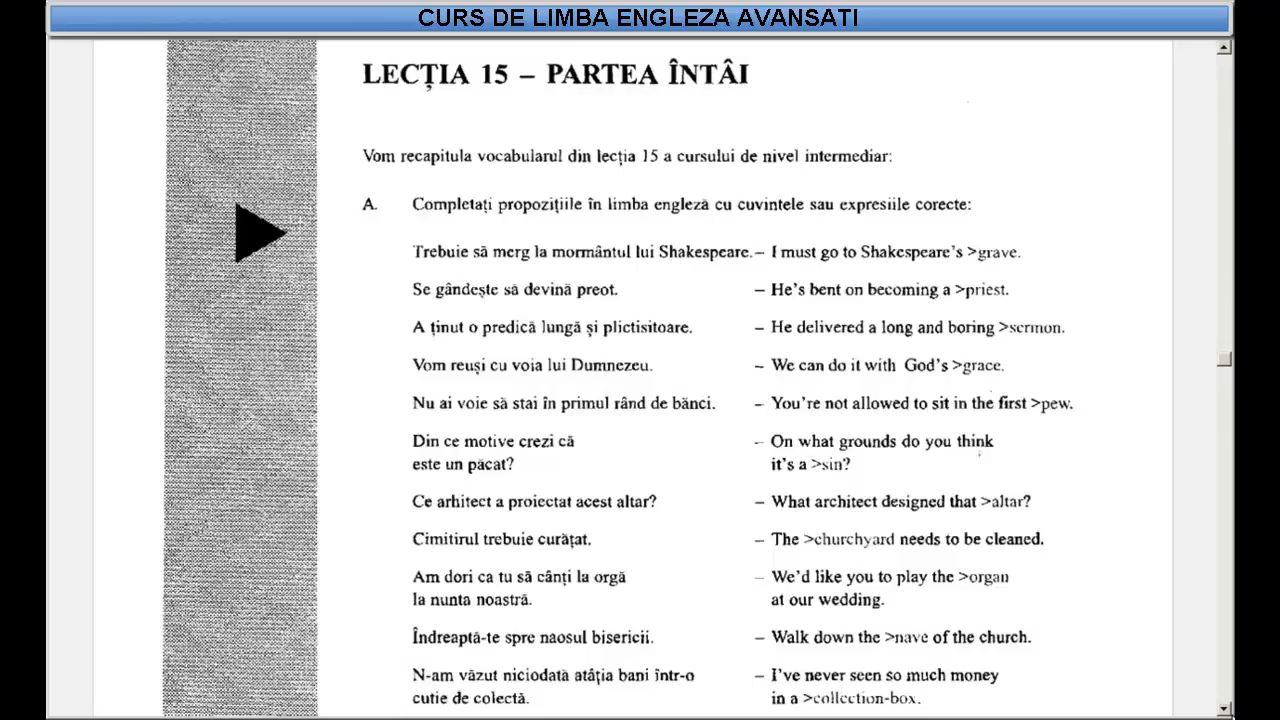 CURS DE LIMBA ENGLEZA AVANSATI
LECȚIA 15 – PARTEA ÎNTÂI
Vom recapitula vocabularul din lecția 15 a cursului de nivel intermediar:
A. Completați propozițiile în limba engleză cu cuvintele sau expresiile corecte:
Trebuie să merg la mormântul lui Shakespeare. – I must go to Shakespeare's >grave.
Se gândește să devină preot. – He's bent on becoming a >priest.
A ținut o predică lungă și plictisitoare. – He delivered a long and boring >sermon.
Vom reuși cu voia lui Dumnezeu. – We can do it with God's >grace.
Nu ai voie să stai în primul rând de bănci. – You're not allowed to sit in the first >pew.
Din ce motive crezi că – On what grounds do you think
este un păcat? it's a >sin?
Ce arhitect a proiectat acest altar? – What architect designed that >altar?
Cimitirul trebuie curățat. – The >churchyard needs to be cleaned.
Am dori ca tu să cânți la orgă – We'd like you to play the >organ
la nunta noastră. at our wedding.
Îndreaptă-te spre naosul bisericii. – Walk down the >nave of the church.
N-am văzut niciodată atâția bani într-o – I've never seen so much money
cutie de colectă. in a >collection-box.